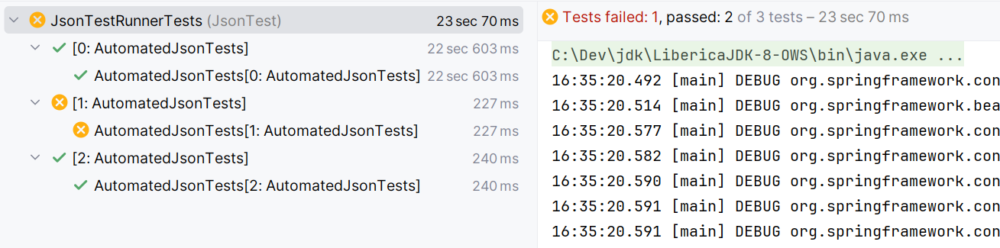 JsonTestRunnerTests (JsonTest) 23 sec 70 ms
[0: AutomatedJsonTests] 22 sec 603 ms
AutomatedJsonTests[0: AutomatedJsonTests] 22 sec 603 ms
[1: AutomatedJsonTests] 227 ms
AutomatedJsonTests[1: AutomatedJsonTests] 227 ms
[2: AutomatedJsonTests] 240 ms
AutomatedJsonTests[2: AutomatedJsonTests] 240 ms
Tests failed: 1, passed: 2 of 3 tests – 23 sec 70 ms
C:\Dev\jdk\LibericaJDK-8-OWS\bin\java.exe ...
16:35:20.492 [main] DEBUG org.springframework.con
16:35:20.514 [main] DEBUG org.springframework.bea
16:35:20.577 [main] DEBUG org.springframework.con
16:35:20.582 [main] DEBUG org.springframework.con
16:35:20.590 [main] DEBUG org.springframework.con
16:35:20.591 [main] DEBUG org.springframework.con
16:35:20.591 [main] DEBUG org.springframework.con